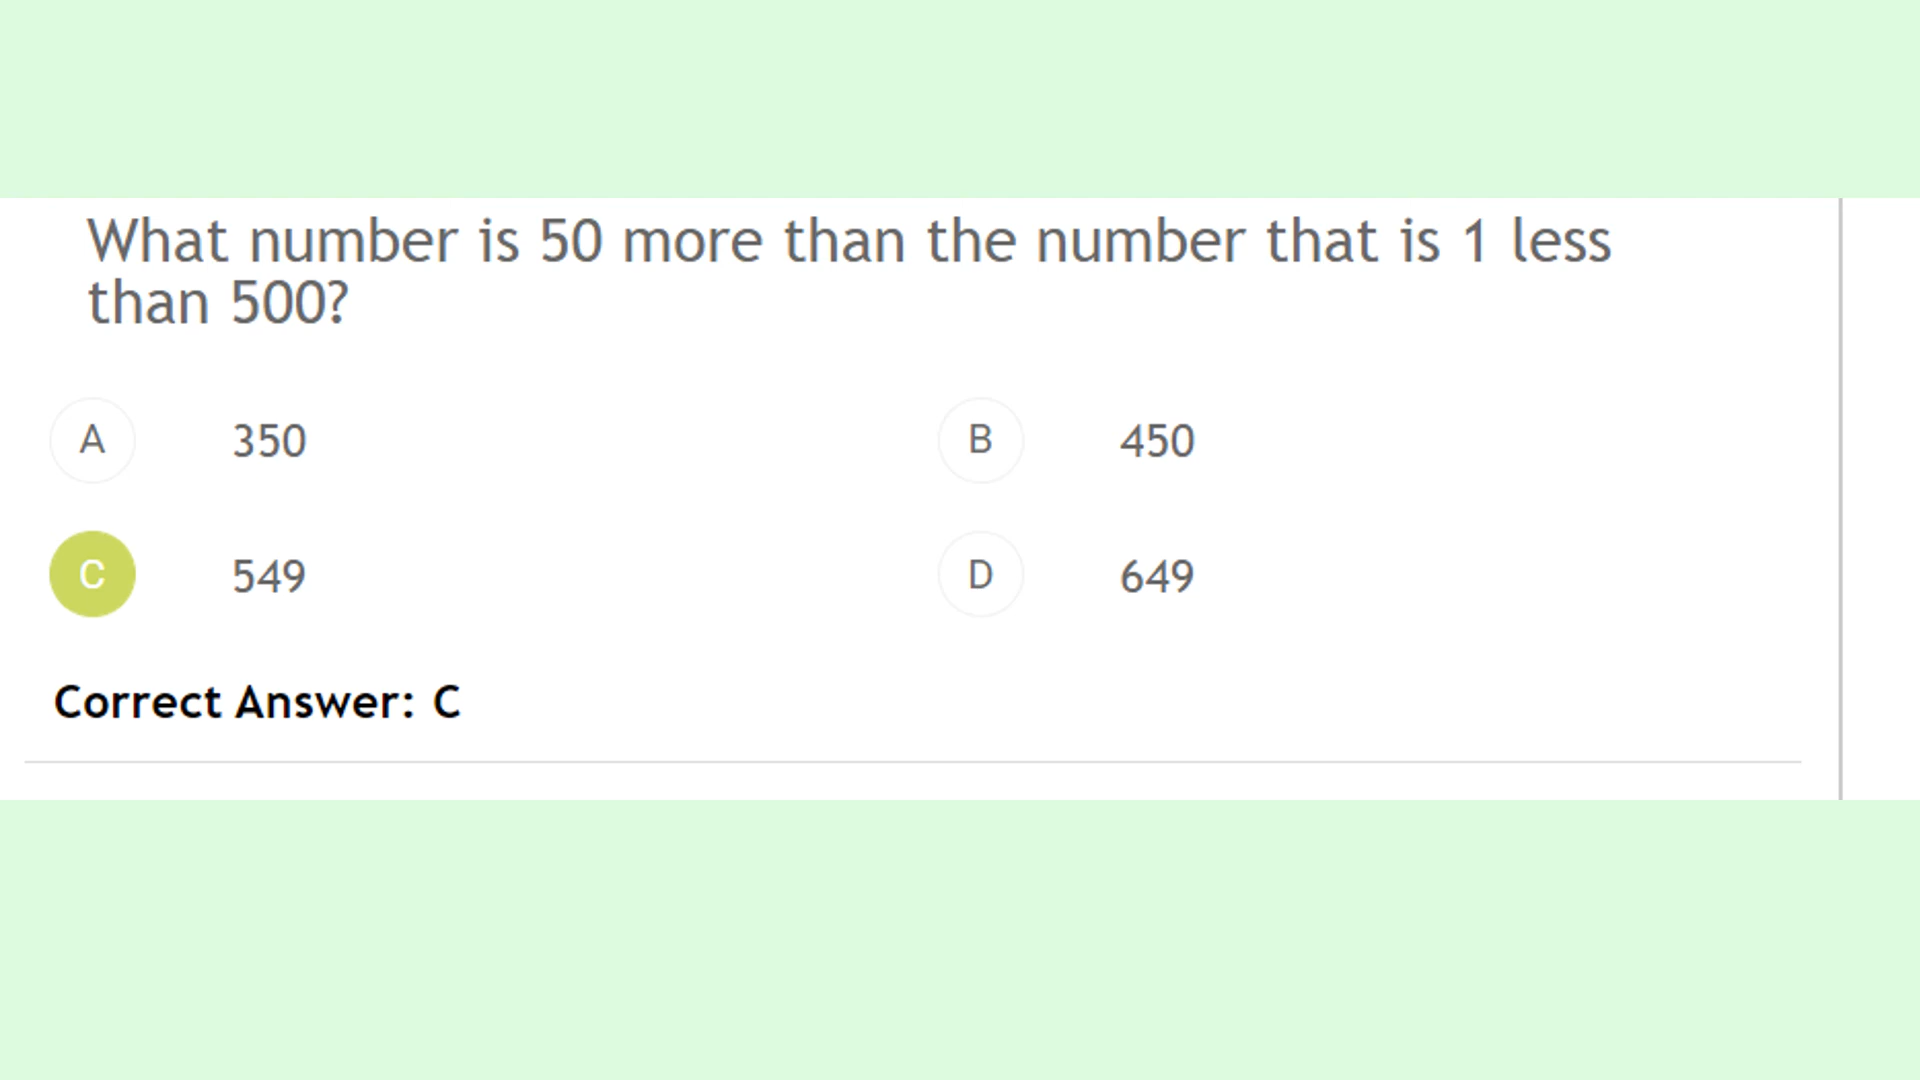 What number is 50 more than the number that is 1 less
than 500?
A 350 B 450
C 549 D 649
Correct Answer: C